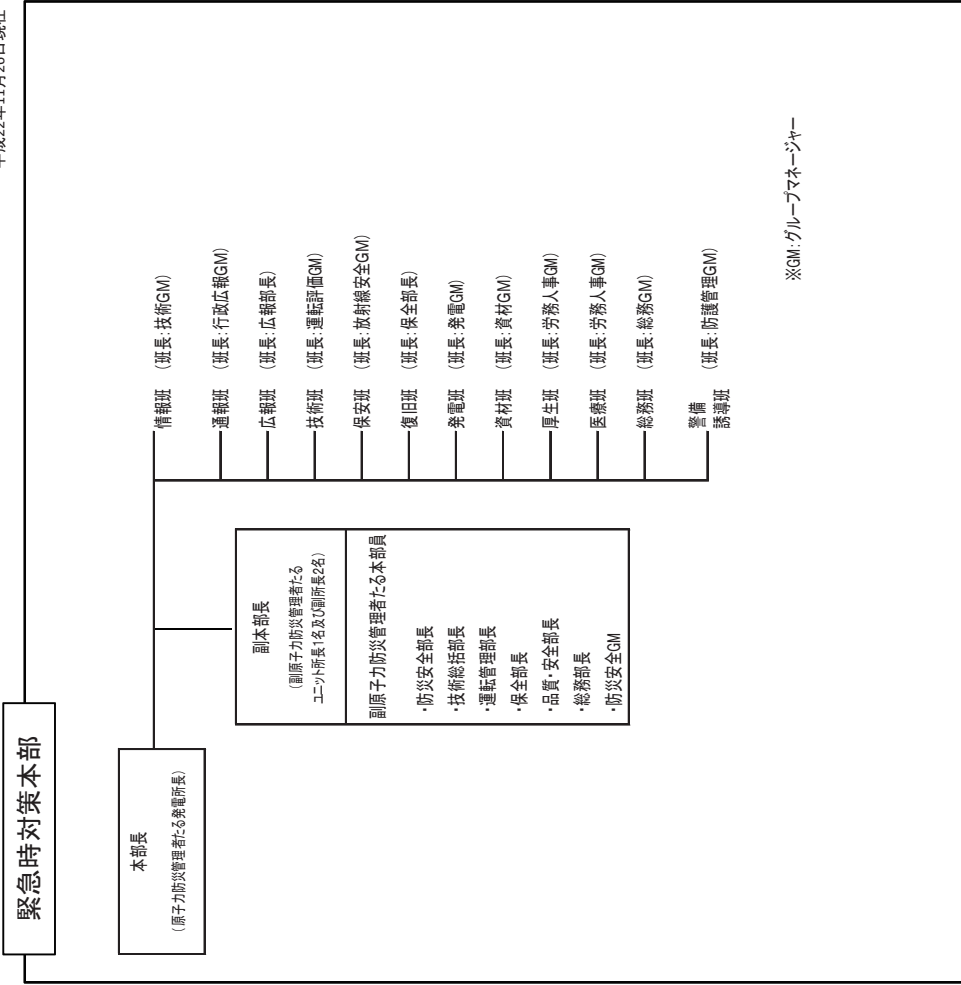 緊急時対策本部
本部長
(原子力防災管理者たる発電所長)
副本部長
(副原子力防災管理者たる
ユニット所長1名及び副所長2名)
副原子力防災管理者たる本部員
・防災安全部長
・技術総括部長
・運転管理部長
・保全部長
・品質・安全部長
・総務部長
・防災安全GM
情報班 (班長:技術GM)
通報班 (班長:行政広報GM)
広報班 (班長:広報部長)
技術班 (班長:運転評価GM)
保安班 (班長:放射線安全GM)
復旧班 (班長:保全部長)
発電班 (班長:発電GM)
資材班 (班長:資材GM)
厚生班 (班長:労務人事GM)
医療班 (班長:労務人事GM)
総務班 (班長:総務GM)
警備
誘導班 (班長:防護管理GM)
※GM:グループマネージャー